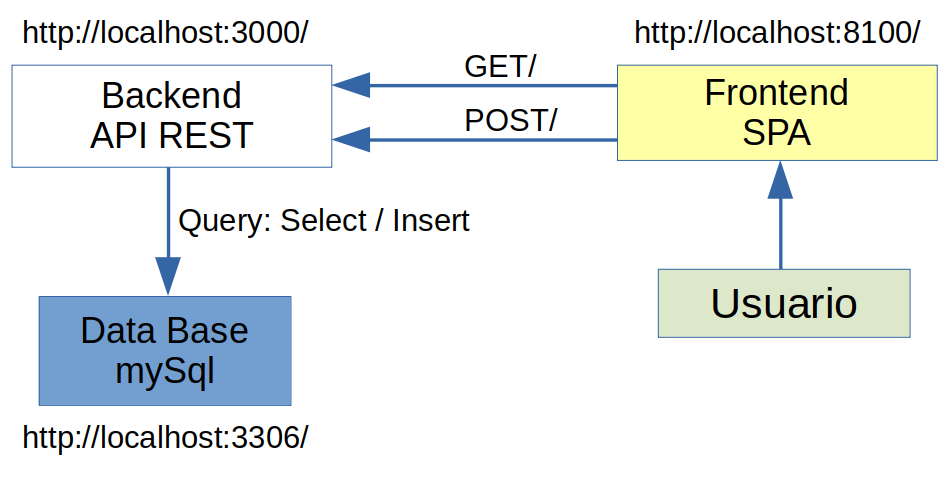 http://localhost:3000/
http://localhost:8100/
Backend
API REST
GET/
POST/
Frontend
SPA
Query: Select / Insert
Data Base
mySql
Usuario
http://localhost:3306/